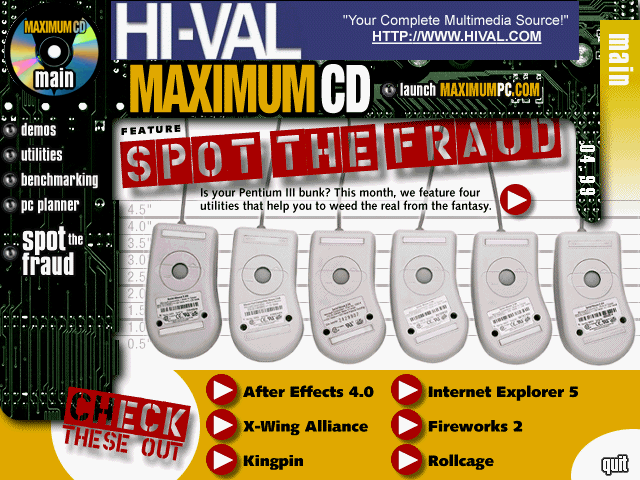 MAXIMUM CD
main
HI-VAL
"Your Complete Multimedia Source!"
HTTP://WWW.HIVAL.COM
main
MAXIMUMCD
launch MAXIMUMPC.COM
demos
utilities
benchmarking
pc planner
spot the
fraud
FEATURE
SPOT THE FRAUD
04.99
Is your Pentium III bunk? This month, we feature four
utilities that help you to weed the real from the fantasy.
4.5"
4.0"
3.5"
3.0"
2.5"
2.0"
1.5"
1.0"
0.5"
CHECK
THESE OUT
After Effects 4.0
Internet Explorer 5
X-Wing Alliance
Fireworks 2
Kingpin
Rollcage
quit